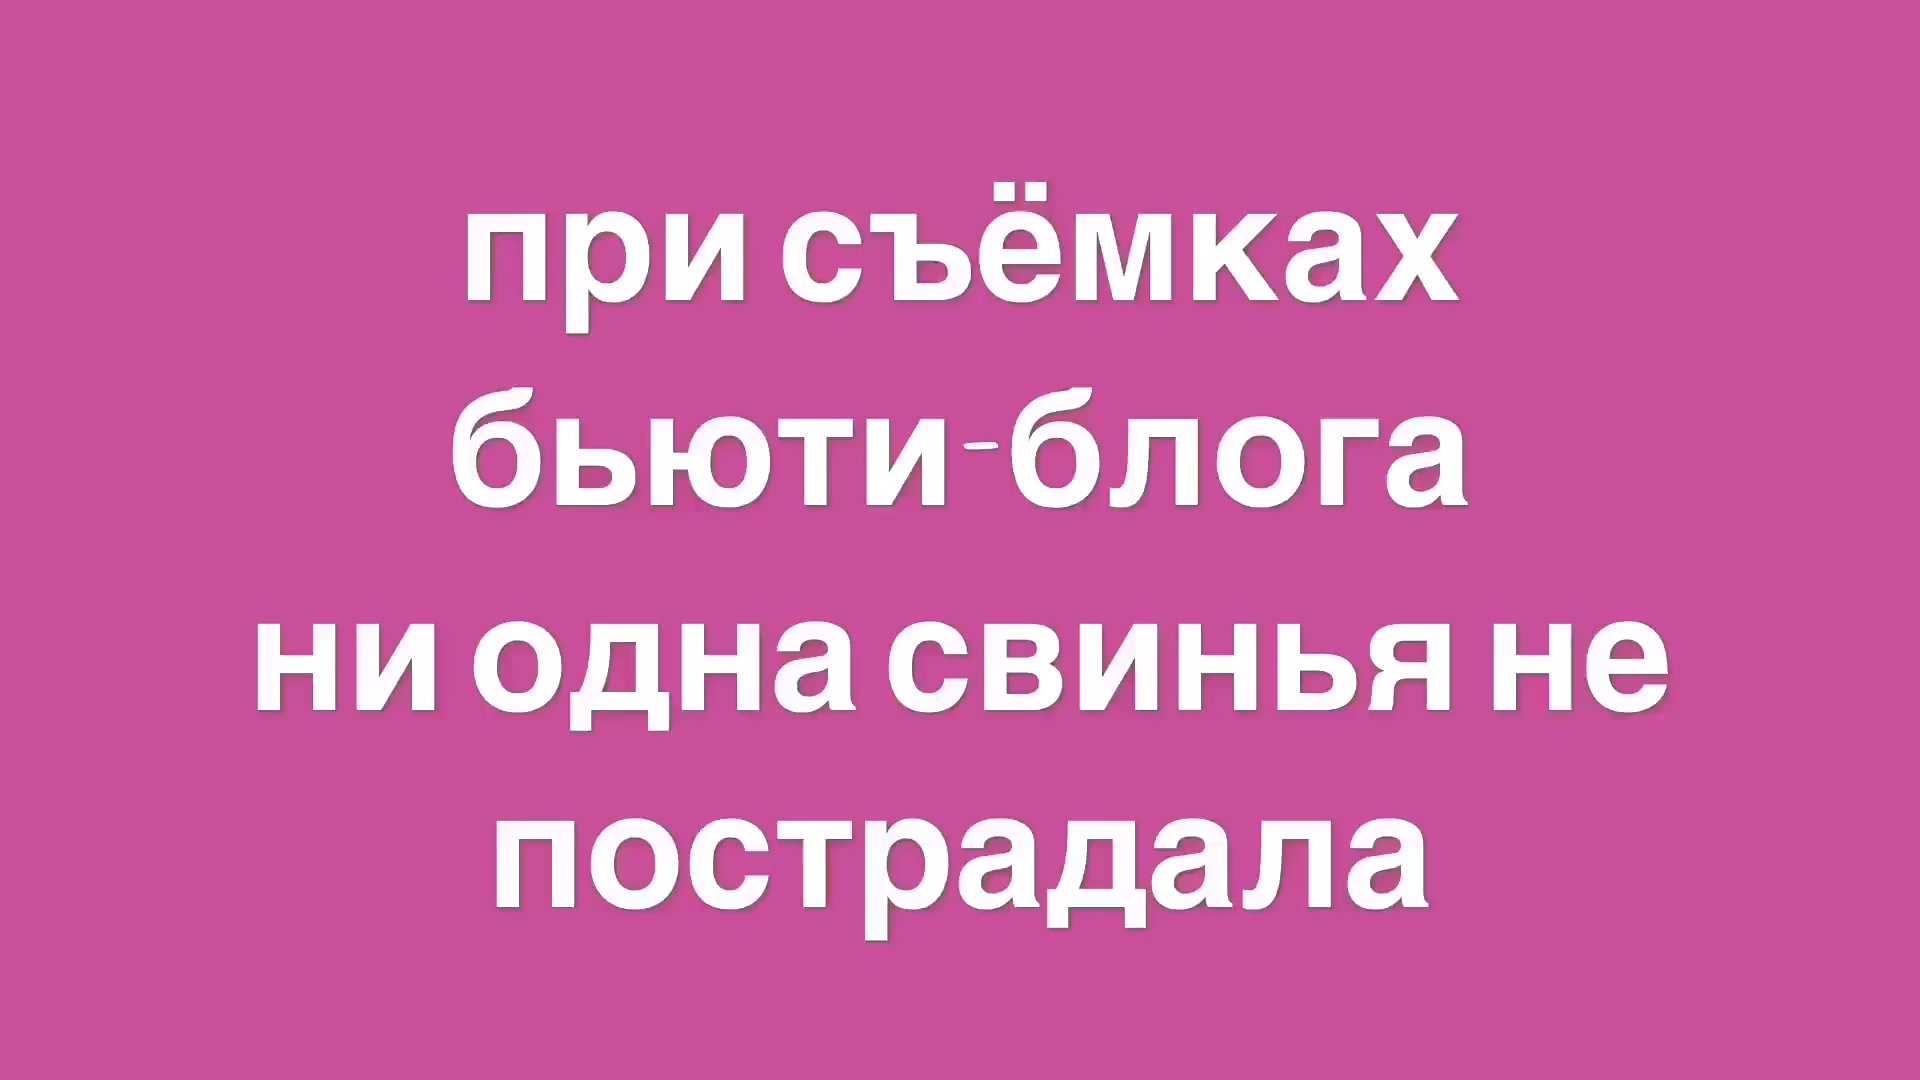 при съёмках
бьюти-блога
ни одна свинья не
пострадала